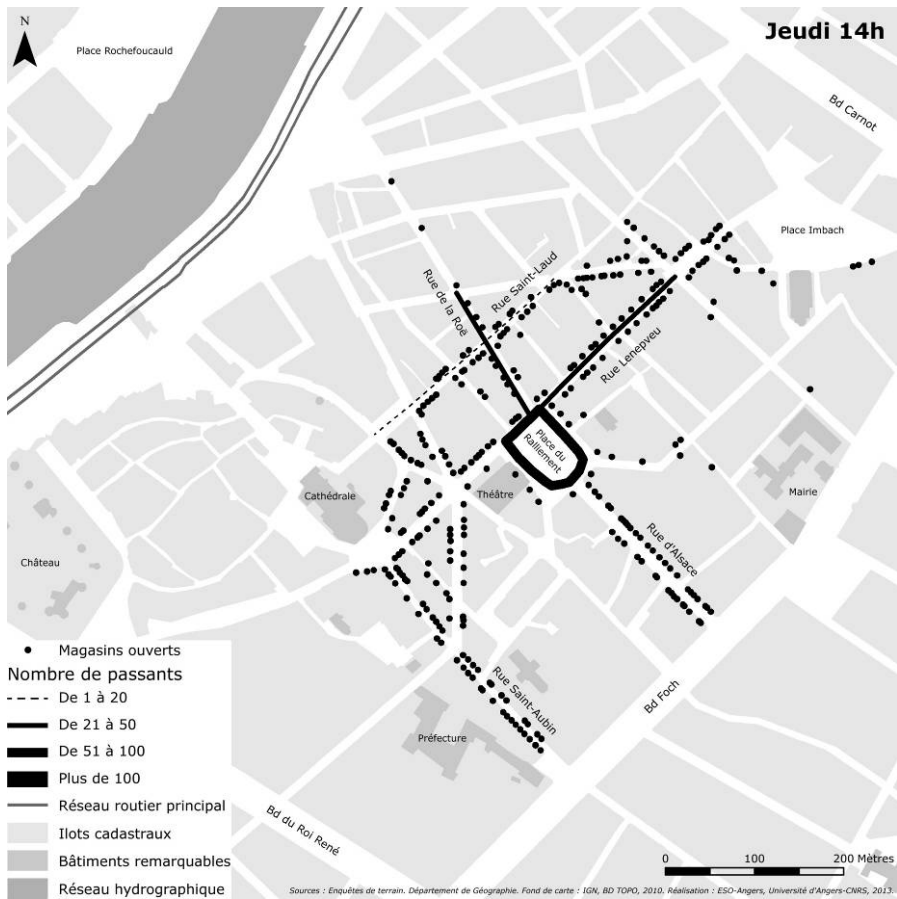 Jeudi 14h
N
Place Rochefoucauld
Bd Carnot
Place Imbach
Rue Saint-Laud
Rue de la Roë
Rue Lenepveu
Place du
Ralliement
Cathédrale
Théâtre
Mairie
Château
Rue d'Alsace
Rue Saint-Aubin
Bd Foch
Préfecture
Bd du Roi René
Magasins ouverts
Nombre de passants
De 1 à 20
De 21 à 50
De 51 à 100
Plus de 100
Réseau routier principal
Ilots cadastraux
Bâtiments remarquables
Réseau hydrographique
0 100 200 Mètres
Sources : Enquêtes de terrain. Département de Géographie. Fond de carte : IGN, BD TOPO, 2010. Réalisation : ESO-Angers, Université d'Angers-CNRS, 2013.